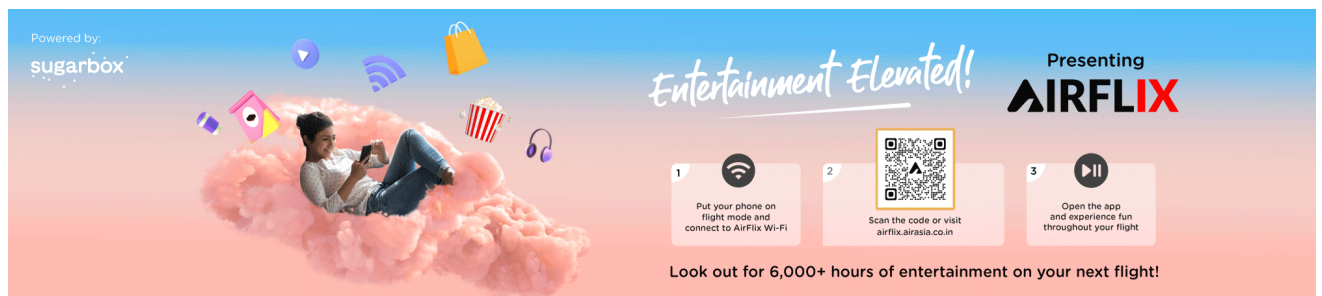 Powered by:
sugarbox
Entertainment Elevated!
Presenting
AIRFLIX
1
Put your phone on
flight mode and
connect to AirFlix Wi-Fi
2
Scan the code or visit
airflix.airasia.co.in
3
Open the app
and experience fun
throughout your flight
Look out for 6,000+ hours of entertainment on your next flight!